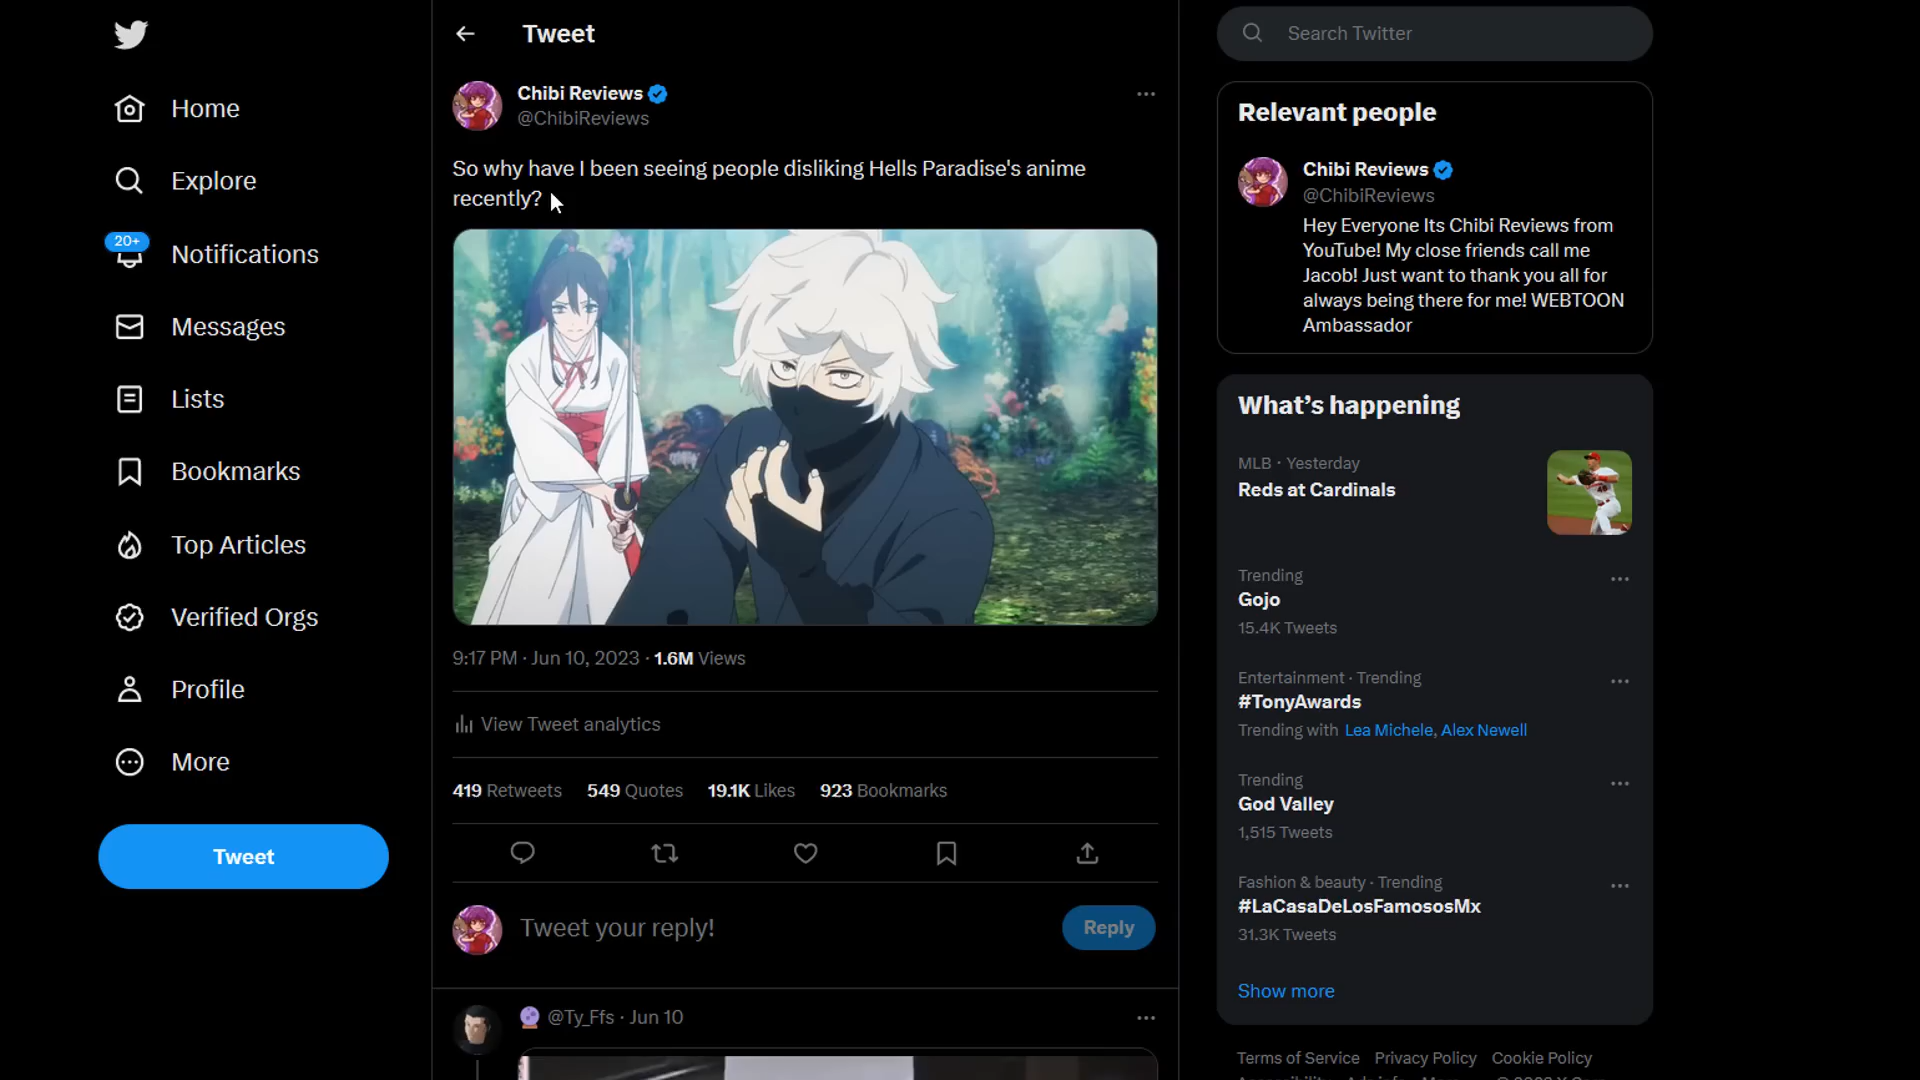 Home
Explore
20+
Notifications
Messages
Lists
Bookmarks
Top Articles
Verified Orgs
Profile
More
Tweet
Tweet
Chibi Reviews
@ChibiReviews
So why have I been seeing people disliking Hells Paradise's anime
recently?
9:17 PM · Jun 10, 2023 · 1.6M Views
View Tweet analytics
419 Retweets 549 Quotes 19.1K Likes 923 Bookmarks
Tweet your reply!
Reply
@Ty_Ffs · Jun 10
Search Twitter
Relevant people
Chibi Reviews
@ChibiReviews
Hey Everyone Its Chibi Reviews from
YouTube! My close friends call me
Jacob! Just want to thank you all for
always being there for me! WEBTOON
Ambassador
What's happening
MLB · Yesterday
Reds at Cardinals
Trending
Gojo
15.4K Tweets
Entertainment · Trending
#TonyAwards
Trending with Lea Michele, Alex Newell
Trending
God Valley
1,515 Tweets
Fashion & beauty · Trending
#LaCasaDeLosFamososMx
31.3K Tweets
Show more
Terms of Service Privacy Policy Cookie Policy